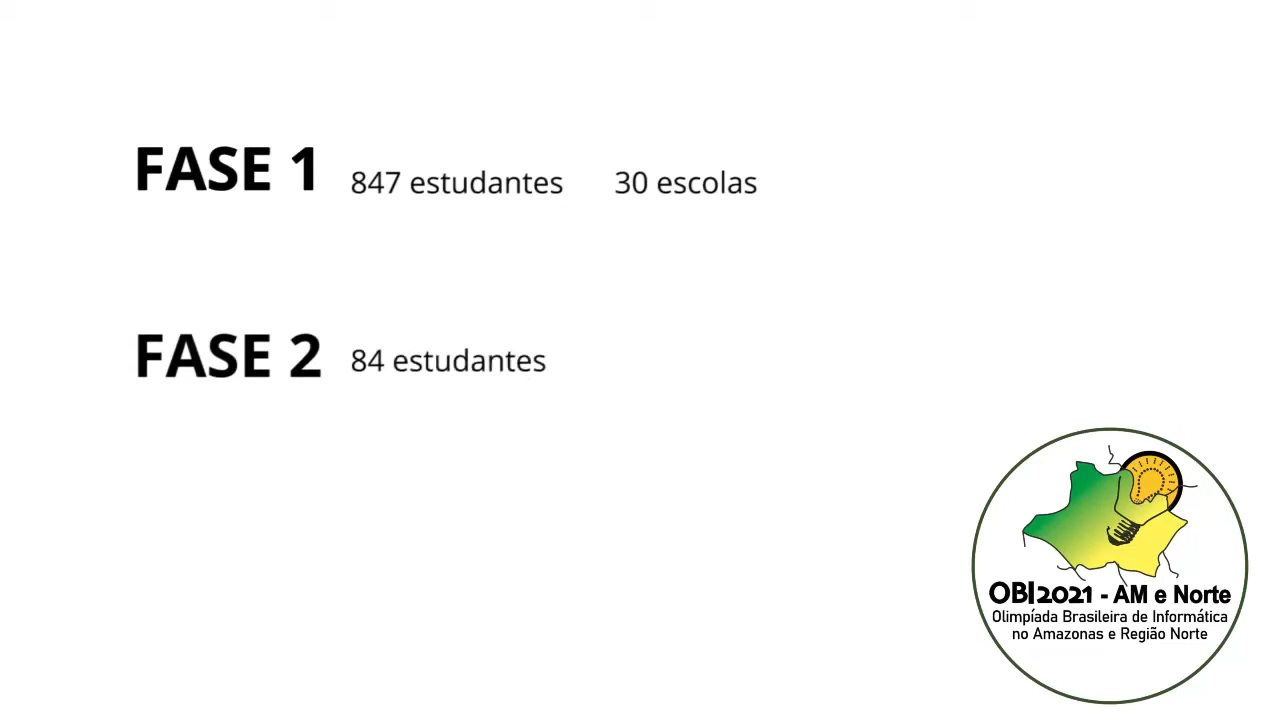 FASE 1 847 estudantes 30 escolas
FASE 2 84 estudantes
OBI2021 - AM e Norte
Olimpíada Brasileira de Informática
no Amazonas e Região Norte